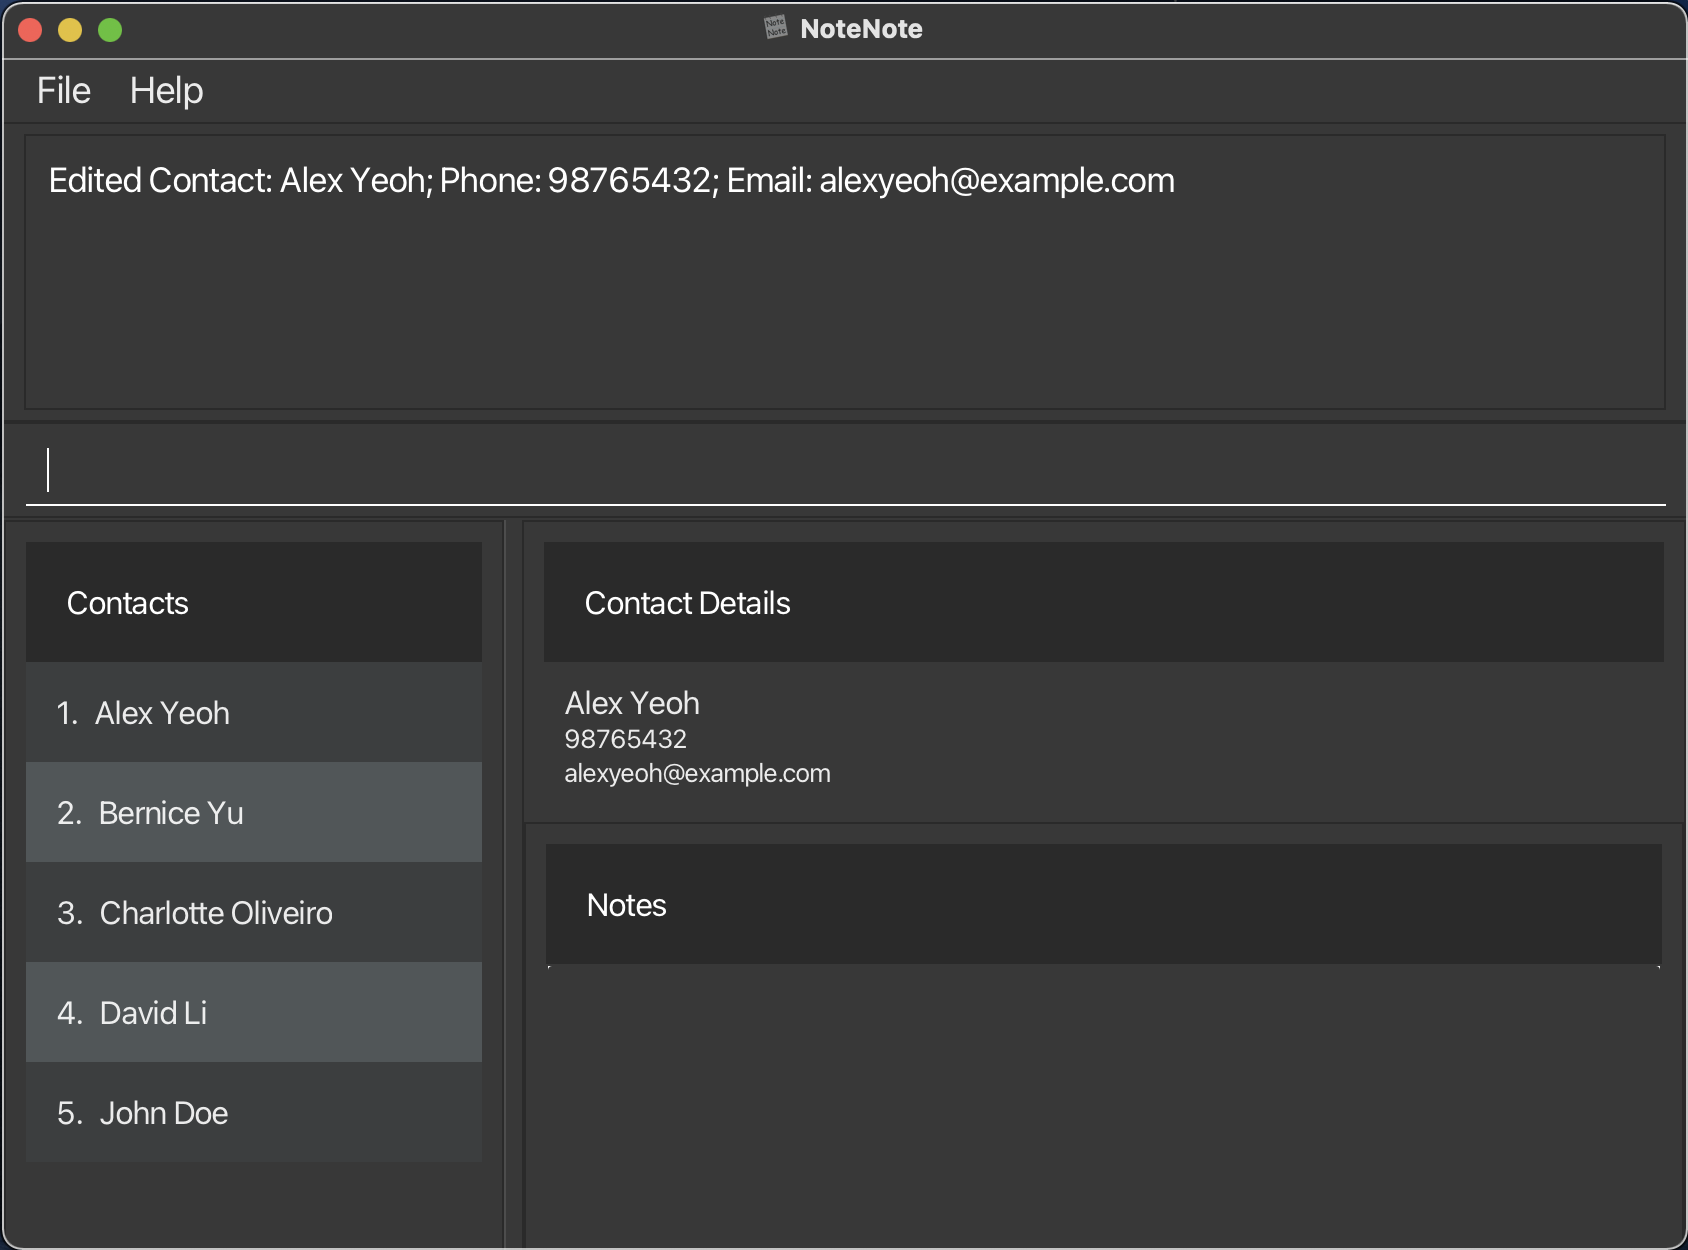 Note
Note
NoteNote
File Help
Edited Contact: Alex Yeoh; Phone: 98765432; Email: alexyeoh@example.com
Contacts
1. Alex Yeoh
2. Bernice Yu
3. Charlotte Oliveiro
4. David Li
5. John Doe
Contact Details
Alex Yeoh
98765432
alexyeoh@example.com
Notes